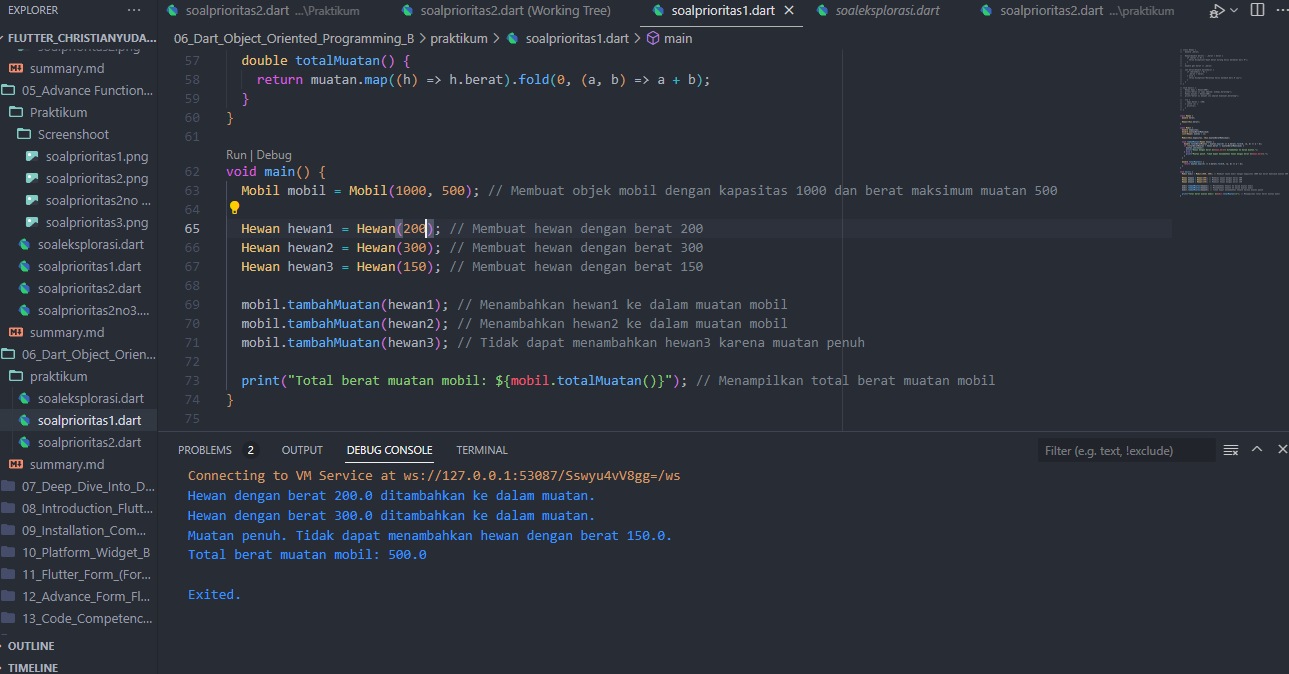 EXPLORER ...
soalprioritas2.dart ...\Praktikum
soalprioritas2.dart (Working Tree)
soalprioritas1.dart
soaleksplorasi.dart
soalprioritas2.dart ...\praktikum
FLUTTER_CHRISTIANYUDA...
summary.md
05_Advance Function...
Praktikum
Screenshoot
soalprioritas1.png
soalprioritas2.png
soalprioritas2no ...
soalprioritas3.png
soaleksplorasi.dart
soalprioritas1.dart
soalprioritas2.dart
soalprioritas2no3....
summary.md
06_Dart_Object_Orien...
praktikum
soaleksplorasi.dart
soalprioritas1.dart
soalprioritas2.dart
summary.md
07_Deep_Dive_Into_D...
08_Introduction_Flutt...
09_Installation_Com...
10_Platform_Widget_B
11_Flutter_Form_(For...
12_Advance_Form_Fl...
13_Code_Competenc...
OUTLINE
TIMELINE
06_Dart_Object_Oriented_Programming_B > praktikum > soalprioritas1.dart > main
57 double totalMuatan() {
58 return muatan.map((h) => h.berat).fold(0, (a, b) => a + b);
59 }
60 }
61
Run | Debug
62 void main() {
63 Mobil mobil = Mobil(1000, 500); // Membuat objek mobil dengan kapasitas 1000 dan berat maksimum muatan 500
64
65 Hewan hewan1 = Hewan(200); // Membuat hewan dengan berat 200
66 Hewan hewan2 = Hewan(300); // Membuat hewan dengan berat 300
67 Hewan hewan3 = Hewan(150); // Membuat hewan dengan berat 150
68
69 mobil.tambahMuatan(hewan1); // Menambahkan hewan1 ke dalam muatan mobil
70 mobil.tambahMuatan(hewan2); // Menambahkan hewan2 ke dalam muatan mobil
71 mobil.tambahMuatan(hewan3); // Tidak dapat menambahkan hewan3 karena muatan penuh
72
73 print("Total berat muatan mobil: ${mobil.totalMuatan()}"); // Menampilkan total berat muatan mobil
74 }
75
PROBLEMS 2 OUTPUT DEBUG CONSOLE TERMINAL Filter (e.g. text, !exclude)
Connecting to VM Service at ws://127.0.0.1:53087/Sswyu4vV8gg=/ws
Hewan dengan berat 200.0 ditambahkan ke dalam muatan.
Hewan dengan berat 300.0 ditambahkan ke dalam muatan.
Muatan penuh. Tidak dapat menambahkan hewan dengan berat 150.0.
Total berat muatan mobil: 500.0
Exited.